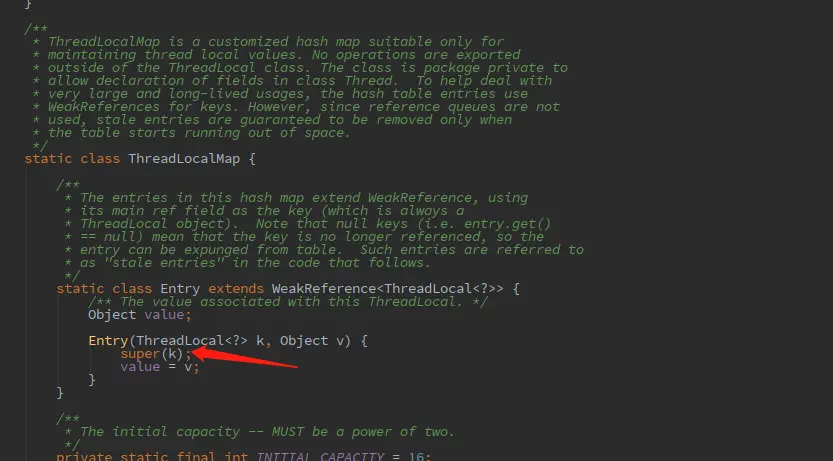 }
/**
* ThreadLocalMap is a customized hash map suitable only for
* maintaining thread local values. No operations are exported
* outside of the ThreadLocal class. The class is package private to
* allow declaration of fields in class Thread.  To help deal with
* very large and long-lived usages, the hash table entries use
* WeakReferences for keys. However, since reference queues are not
* used, stale entries are guaranteed to be removed only when
* the table starts running out of space.
*/
static class ThreadLocalMap {
/**
* The entries in this hash map extend WeakReference, using
* its main ref field as the key (which is always a
* ThreadLocal object).  Note that null keys (i.e. entry.get()
* == null) mean that the key is no longer referenced, so the
* entry can be expunged from table.  Such entries are referred to
* as "stale entries" in the code that follows.
*/
static class Entry extends WeakReference<ThreadLocal<?>> {
/** The value associated with this ThreadLocal. */
Object value;
Entry(ThreadLocal<?> k, Object v) {
super(k);
value = v;
}
}
/**
* The initial capacity -- MUST be a power of two.
*/
private static final int INITIAL_CAPACITY = 16;